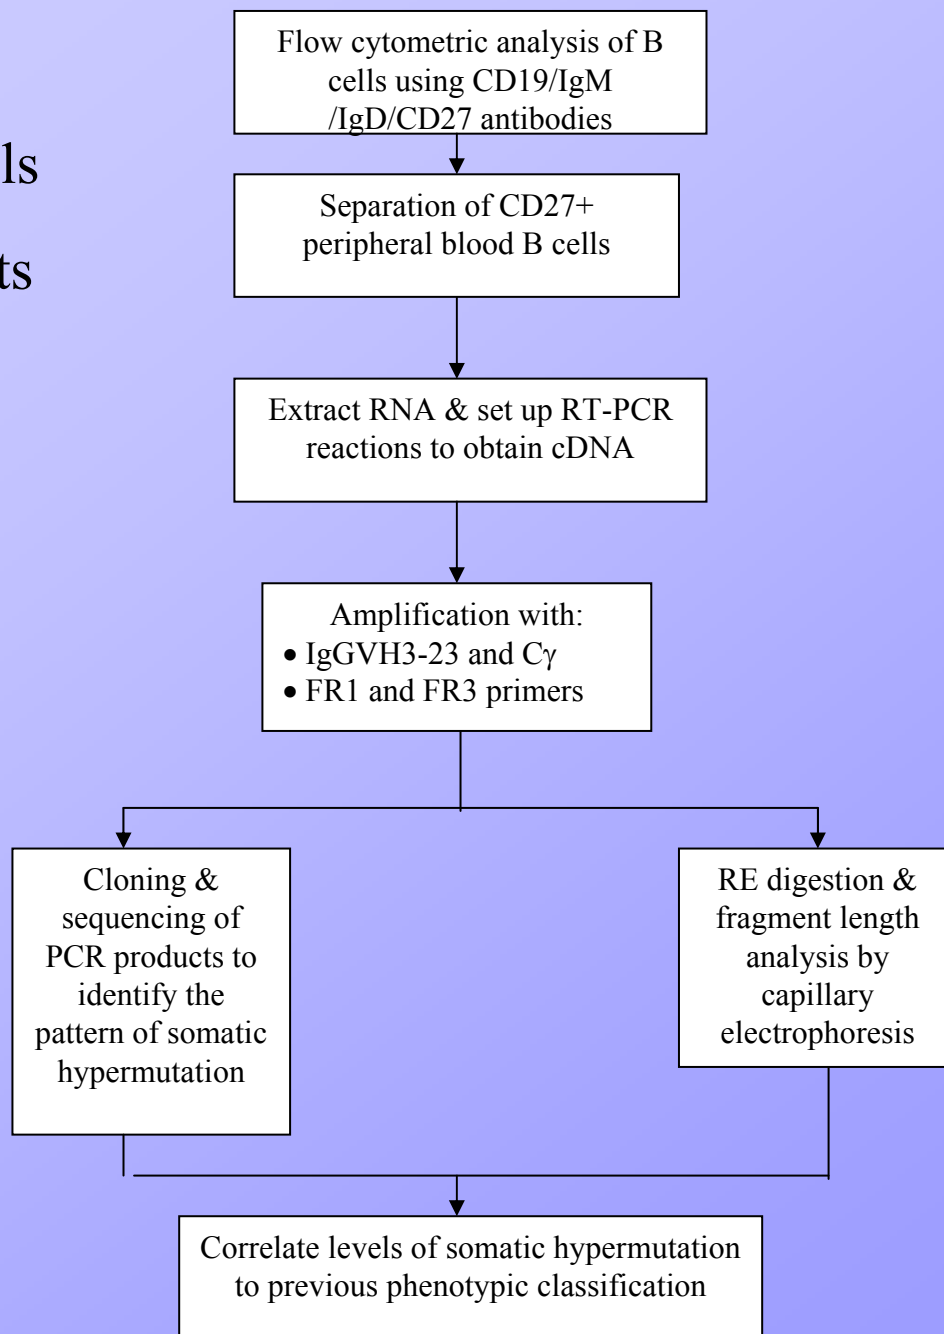 Flow cytometric analysis of B
cells using CD19/IgM
/IgD/CD27 antibodies
ls
ts
Separation of CD27+
peripheral blood B cells
Extract RNA & set up RT-PCR
reactions to obtain cDNA
Amplification with:
• IgGVH3-23 and Cγ
• FR1 and FR3 primers
Cloning &
sequencing of
PCR products to
identify the
pattern of somatic
hypermutation
RE digestion &
fragment length
analysis by
capillary
electrophoresis
Correlate levels of somatic hypermutation
to previous phenotypic classification